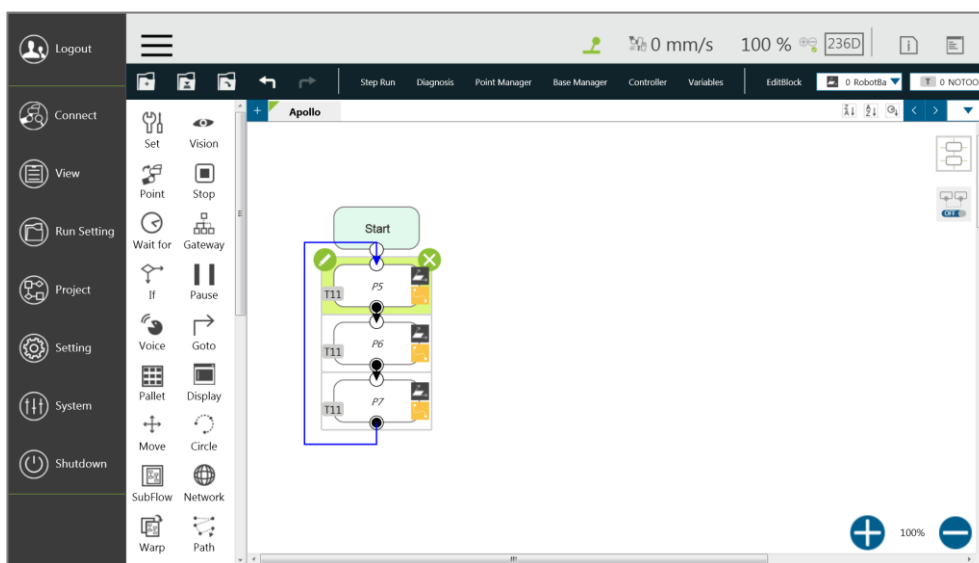 Logout
0 mm/s
100 %
236D
Step Run
Diagnosis
Point Manager
Base Manager
Controller
Variables
EditBlock
0 RobotBa
T 0 NOTOO
Connect
View
Run Setting
Project
Setting
System
Shutdown
Set
Vision
Point
Stop
Wait for
Gateway
If
Pause
Voice
Goto
Pallet
Display
Move
Circle
SubFlow
Network
Warp
Path
+
Apollo
OFF
Start
T11
P5
T11
P6
T11
P7
100%